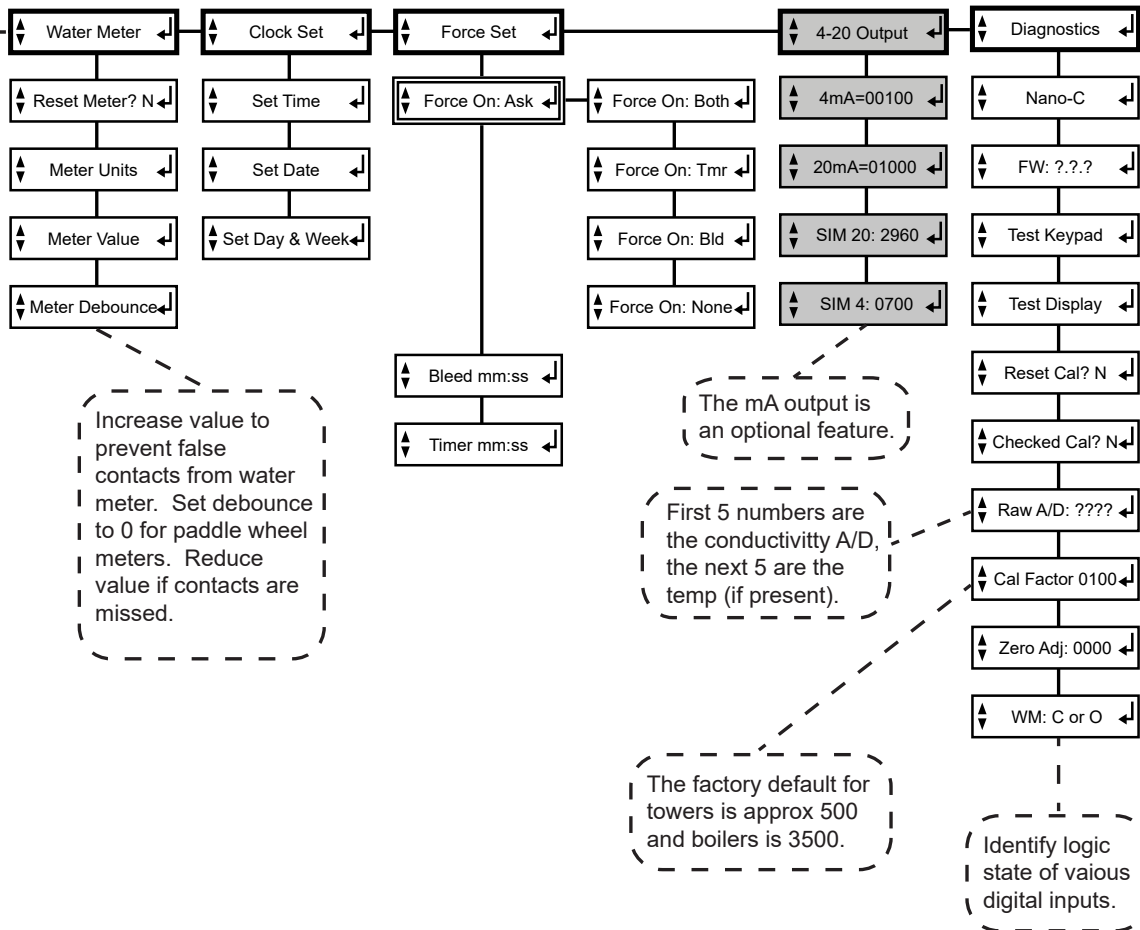 Water Meter
Clock Set
Force Set
4-20 Output
Diagnostics
Reset Meter? N
Set Time
Force On: Ask
Force On: Both
4mA=00100
Nano-C
Meter Units
Set Date
Force On: Tmr
20mA=01000
FW: ?.?.?
Meter Value
Set Day & Week
Force On: Bld
SIM 20: 2960
Test Keypad
Meter Debounce
Force On: None
SIM 4: 0700
Test Display
Bleed mm:ss
Reset Cal? N
Timer mm:ss
Checked Cal? N
Raw A/D: ????
Cal Factor 0100
Zero Adj: 0000
WM: C or O
Increase value to
prevent false
contacts from water
meter. Set debounce
to 0 for paddle wheel
meters. Reduce
value if contacts are
missed.
The mA output is
an optional feature.
First 5 numbers are
the conductivitty A/D,
the next 5 are the
temp (if present).
The factory default for
towers is approx 500
and boilers is 3500.
Identify logic
state of vaious
digital inputs.